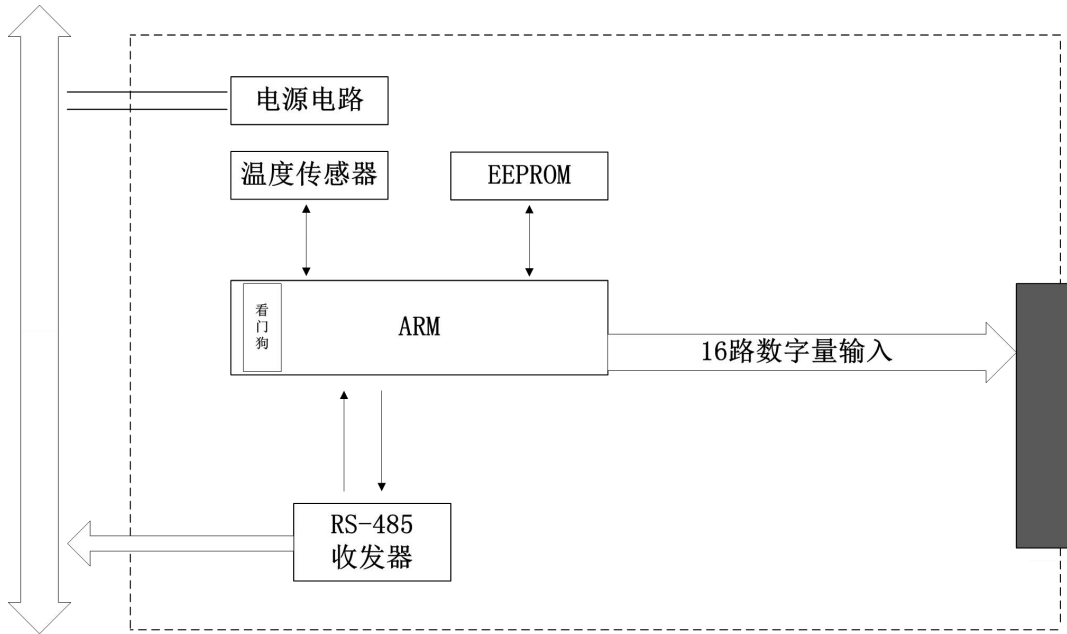 电源电路
温度传感器
EEPROM
看
门
狗
ARM
16路数字量输入
RS-485
收发器